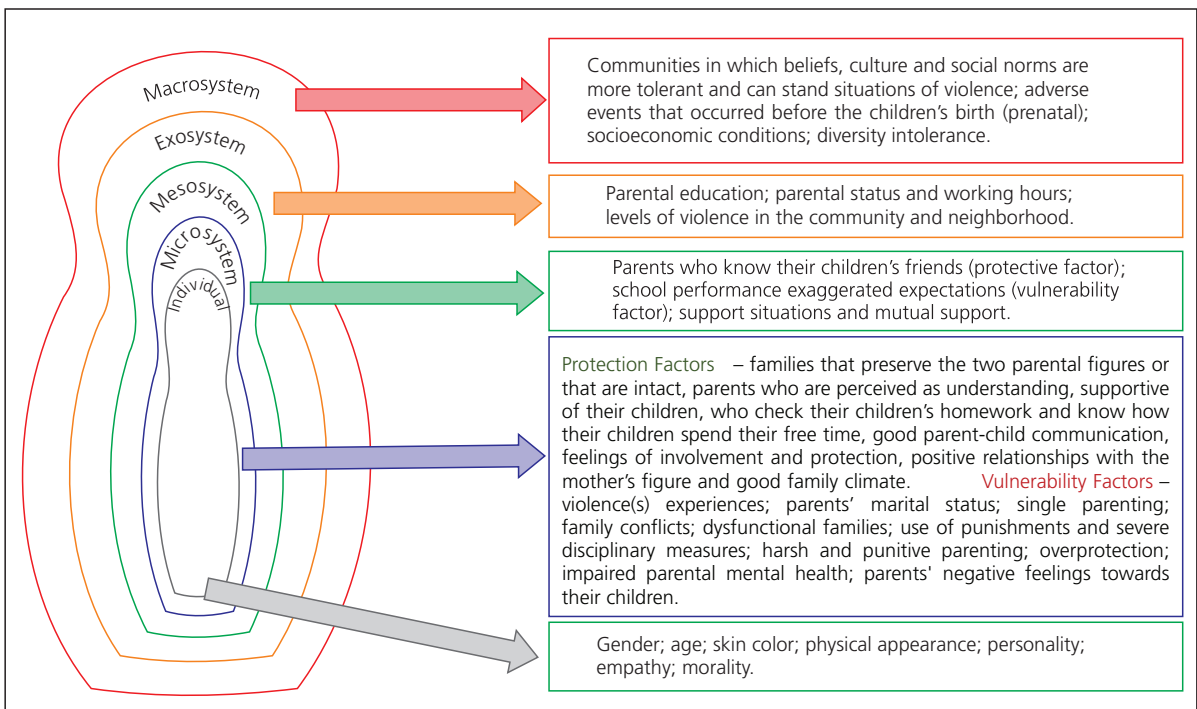 Macrosystem
Exosystem
Mesosystem
Microsystem
Individual
Communities in which beliefs, culture and social norms are
more tolerant and can stand situations of violence; adverse
events that occurred before the children's birth (prenatal);
socioeconomic conditions; diversity intolerance.
Parental education; parental status and working hours;
levels of violence in the community and neighborhood.
Parents who know their children's friends (protective factor);
school performance exaggerated expectations (vulnerability
factor); support situations and mutual support.
Protection Factors – families that preserve the two parental figures or
that are intact, parents who are perceived as understanding, supportive
of their children, who check their children's homework and know how
their children spend their free time, good parent-child communication,
feelings of involvement and protection, positive relationships with the
mother's figure and good family climate. Vulnerability Factors –
violence(s) experiences; parents' marital status; single parenting;
family conflicts; dysfunctional families; use of punishments and severe
disciplinary measures; harsh and punitive parenting; overprotection;
impaired parental mental health; parents' negative feelings towards
their children.
Gender; age; skin color; physical appearance; personality;
empathy; morality.